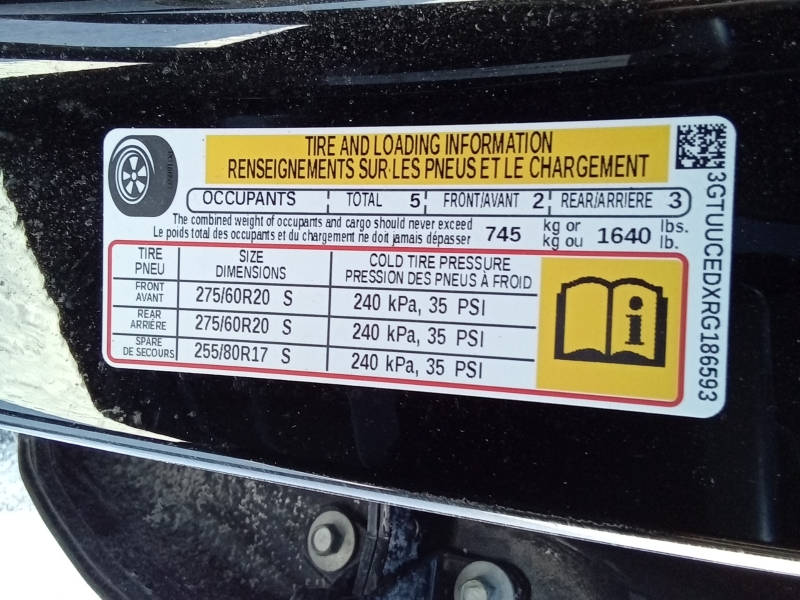 TIRE AND LOADING INFORMATION
RENSEIGNEMENTS SUR LES PNEUS ET LE CHARGEMENT
OCCUPANTS TOTAL 5 FRONT/AVANT 2 REAR/ARRIÈRE 3
The combined weight of occupants and cargo should never exceed 745 kg or 1640 lbs.
Le poids total des occupants et du chargement ne doit jamais dépasser kg ou lb.
TIRE PNEU SIZE DIMENSIONS COLD TIRE PRESSURE PRESSION DES PNEUS À FROID
FRONT AVANT 275/60R20 S 240 kPa, 35 PSI
REAR ARRIÈRE 275/60R20 S 240 kPa, 35 PSI
SPARE DE SECOURS 255/80R17 S 240 kPa, 35 PSI
3GTUUCEDXRG186593